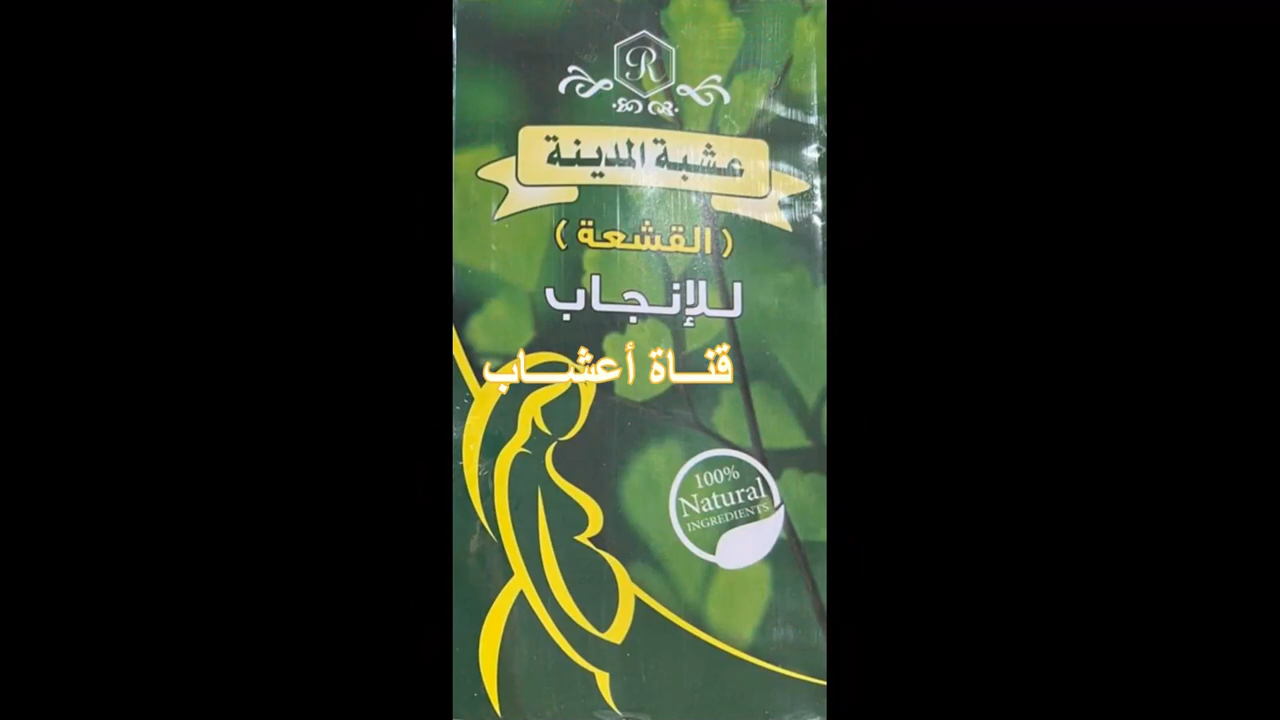 R
عشبة المدينة
(القشعة)
للإنجاب
قناة أعشاب
100%
Natural
INGREDIENTS